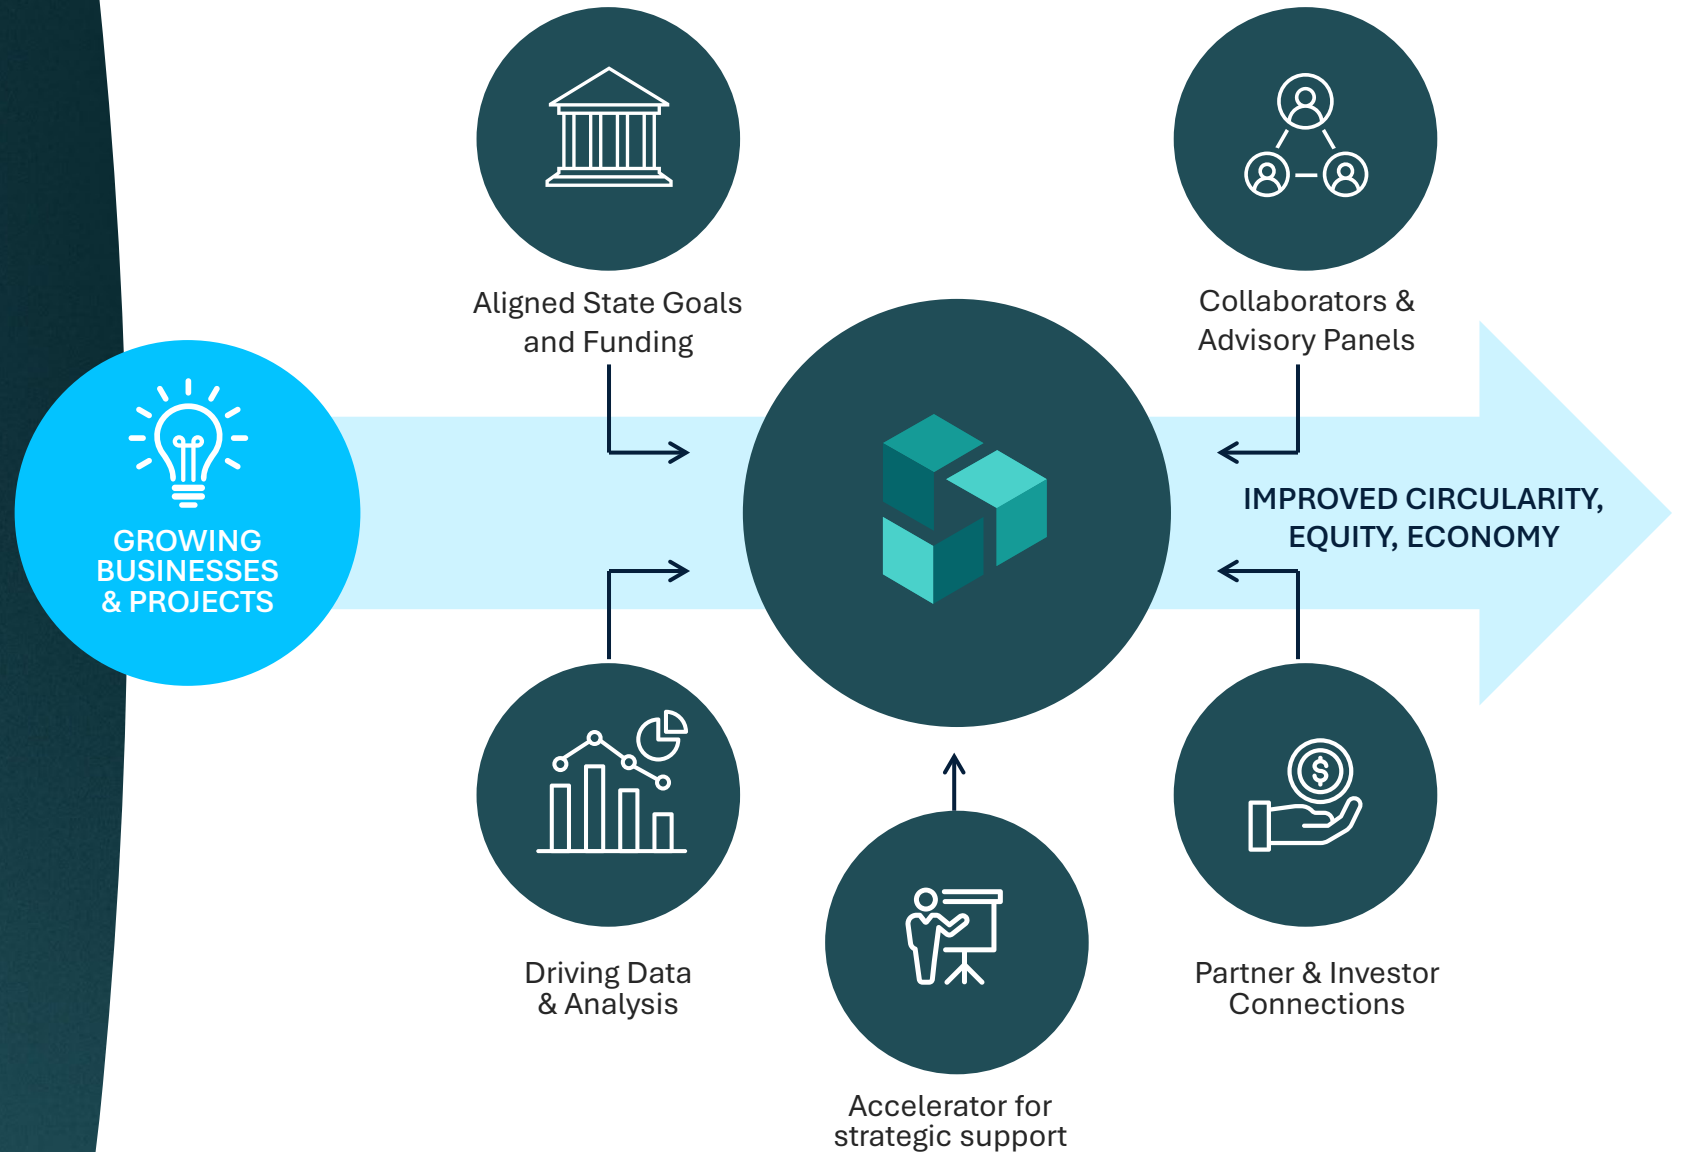 Aligned State Goals
and Funding
Collaborators &
Advisory Panels
GROWING
BUSINESSES
& PROJECTS
IMPROVED CIRCULARITY,
EQUITY, ECONOMY
$
Driving Data
& Analysis
Partner & Investor
Connections
Accelerator for
strategic support